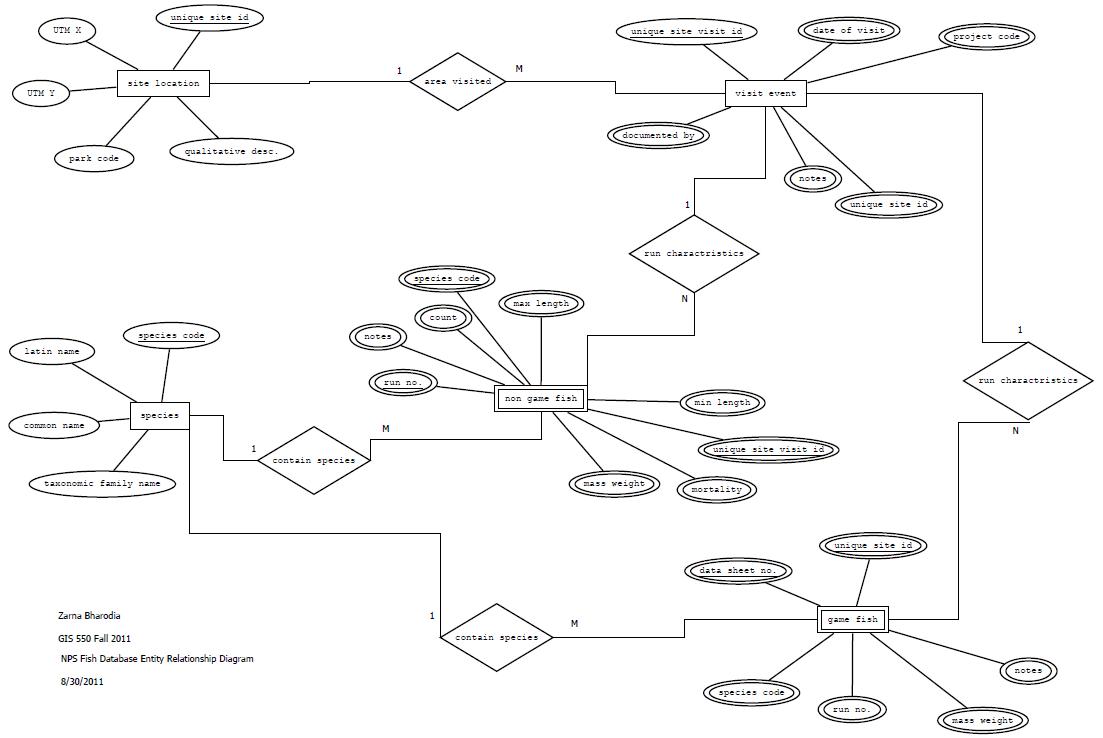 unique site id
UTM X
site location
UTM Y
park code
qualitative desc.
1
area visited
M
unique site visit id
date of visit
project code
visit event
documented by
notes
unique site id
1
run charactristics
N
species code
max length
count
notes
run no.
non game fish
min length
unique site visit id
mass weight
mortality
1
run charactristics
N
latin name
species code
species
common name
taxonomic family name
1
contain species
M
1
contain species
M
unique site id
data sheet no.
game fish
species code
run no.
notes
mass weight
Zarna Bharodia
GIS 550 Fall 2011
NPS Fish Database Entity Relationship Diagram
8/30/2011